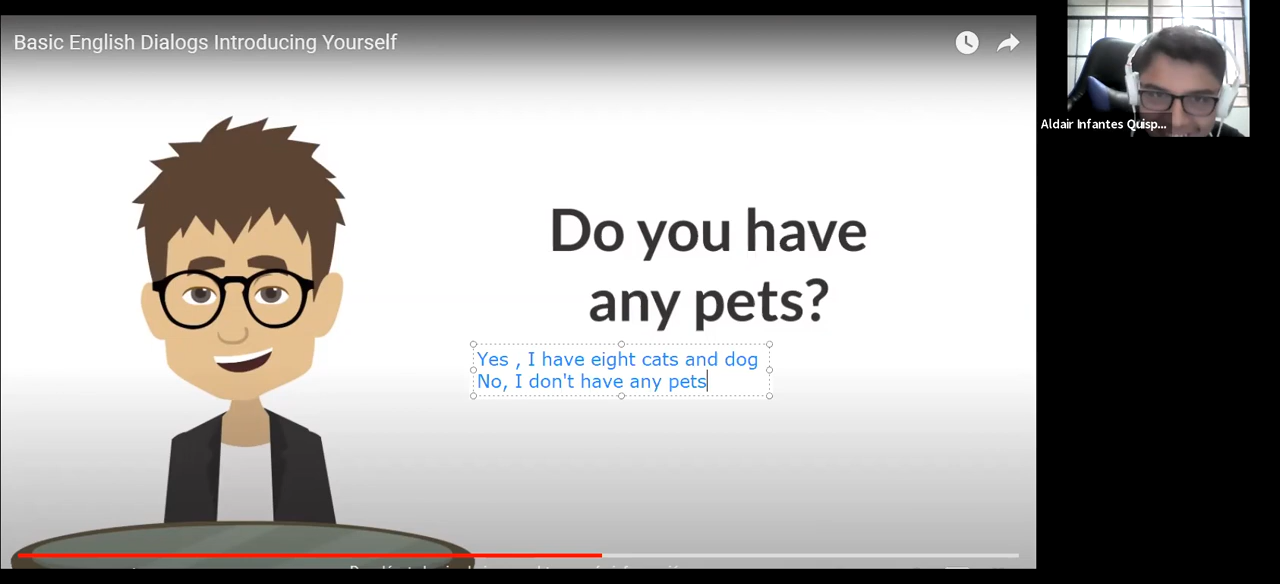 Basic English Dialogs Introducing Yourself
Aldair Infantes Quisp...
Do you have
any pets?
Yes , I have eight cats and dog
No, I don't have any pets